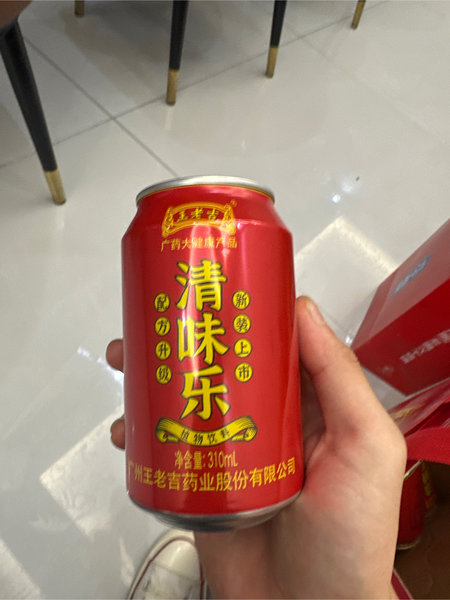 王老吉
广药大健康产品
清味乐
配方升级
新装上市
植物饮料
净含量:310mL
广州王老吉药业股份有限公司